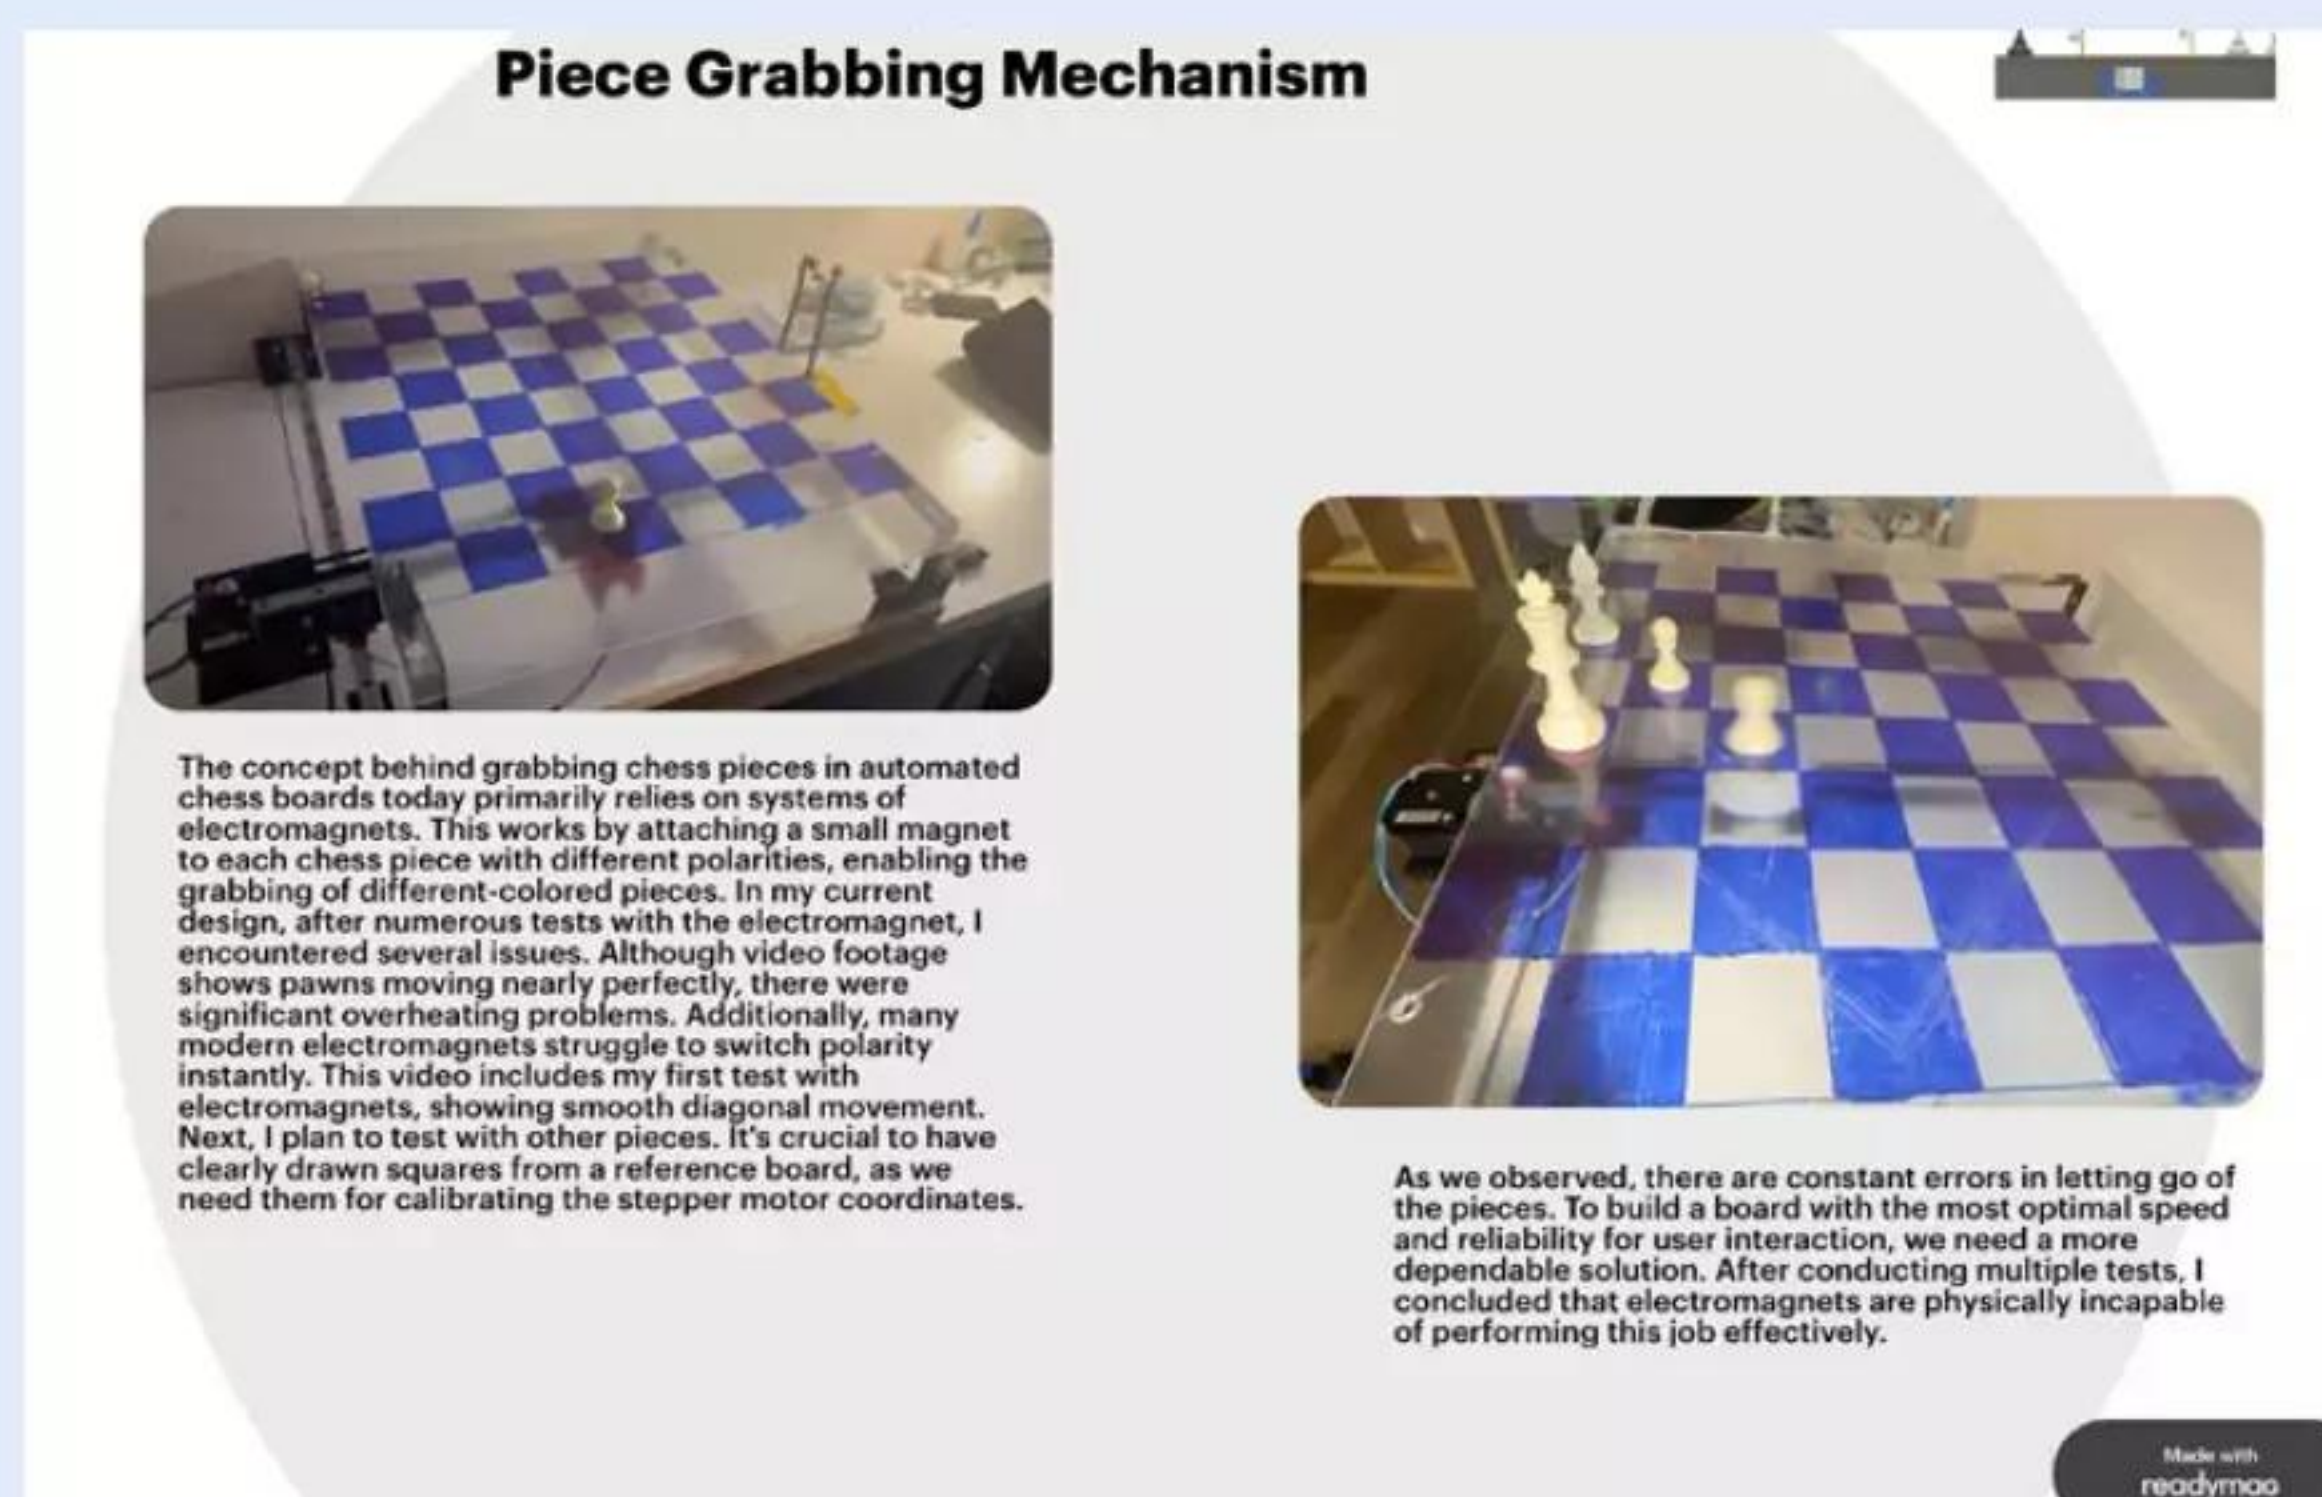 Piece Grabbing Mechanism
The concept behind grabbing chess pieces in automated
chess boards today primarily relies on systems of
electromagnets. This works by attaching a small magnet
to each chess piece with different polarities, enabling the
grabbing of different-colored pieces. In my current
design, after numerous tests with the electromagnet, I
encountered several issues. Although video footage
shows pawns moving nearly perfectly, there were
significant overheating problems. Additionally, many
modern electromagnets struggle to switch polarity
instantly. This video includes my first test with
electromagnets, showing smooth diagonal movement.
Next, I plan to test with other pieces. It's crucial to have
clearly drawn squares from a reference board, as we
need them for calibrating the stepper motor coordinates.
As we observed, there are constant errors in letting go of
the pieces. To build a board with the most optimal speed
and reliability for user interaction, we need a more
dependable solution. After conducting multiple tests, I
concluded that electromagnets are physically incapable
of performing this job effectively.
Made with
readymag